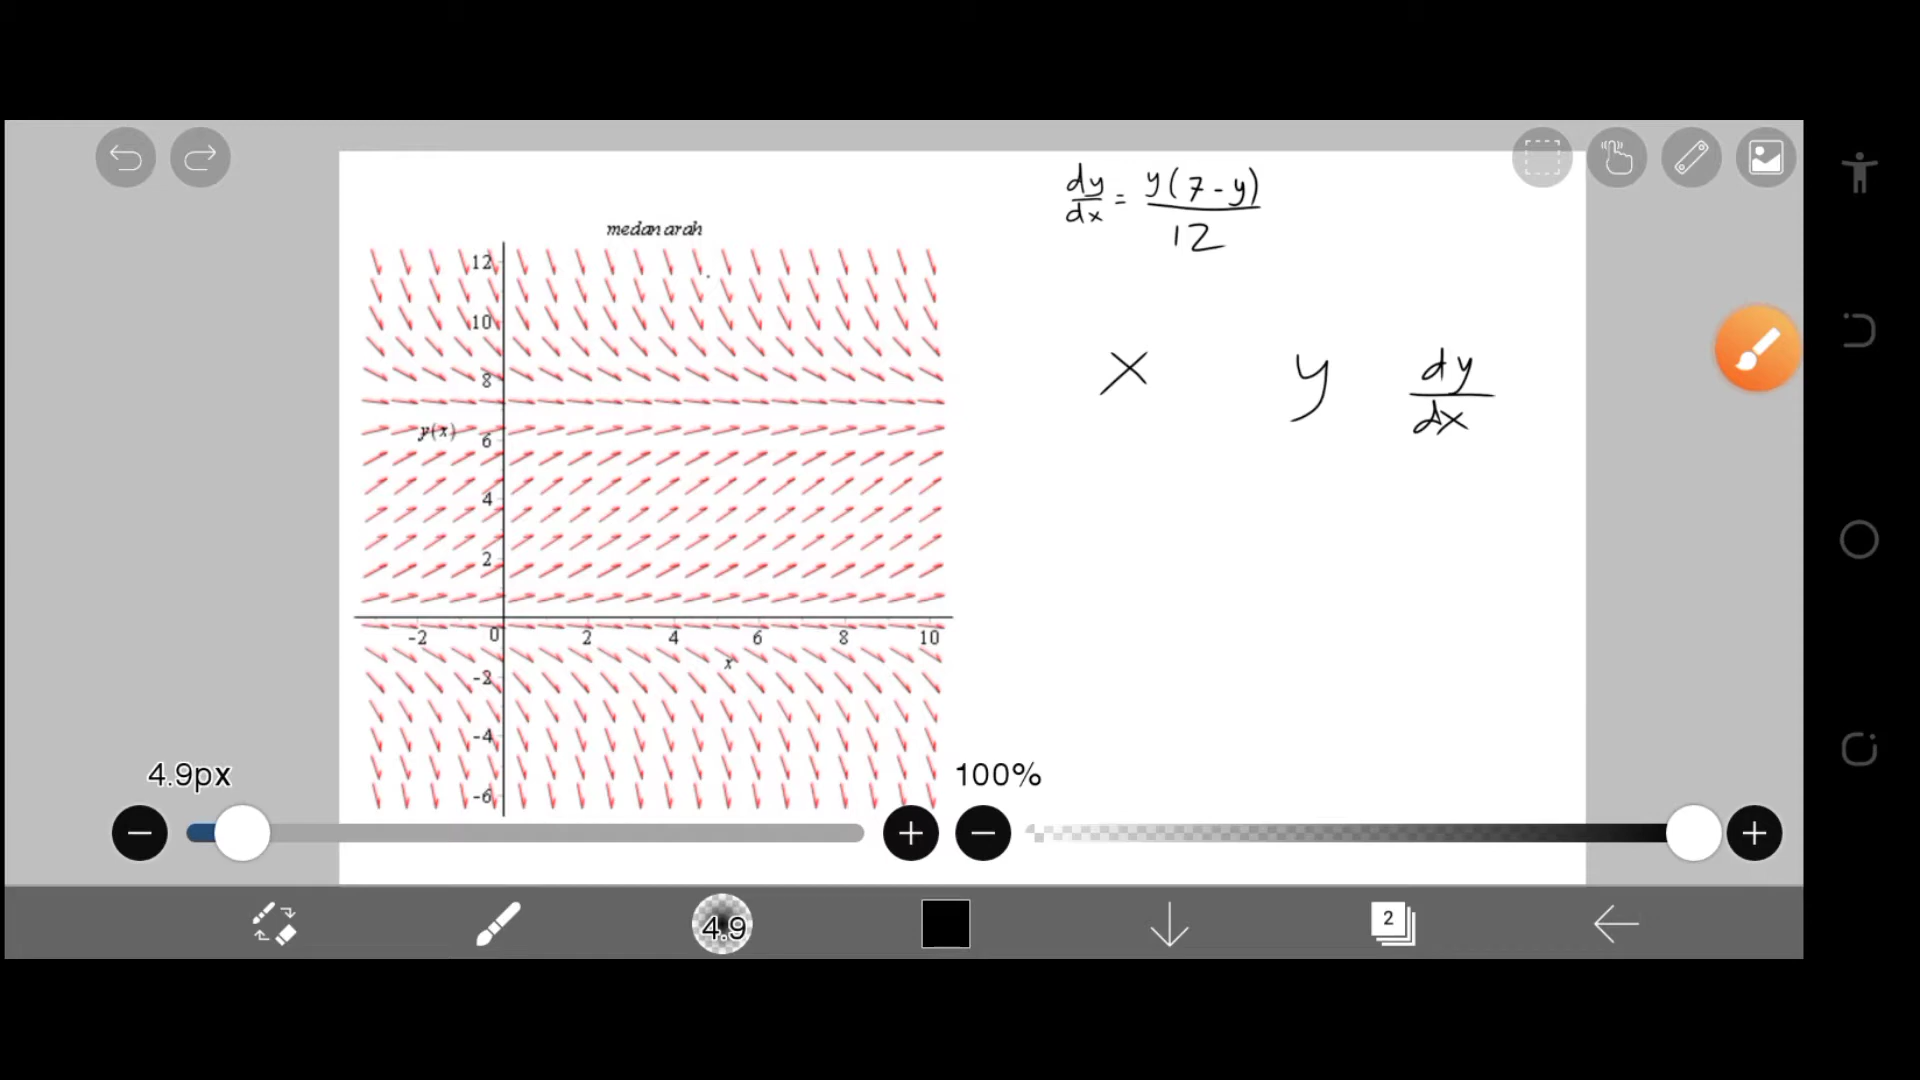 dy/dx = y(7-y)/12
medan arah
12
10
8
y(x)
6
4
2
-2 0 2 4 6 8 10
x
-2
-4
-6
x y dy/dx
4.9px
100%
4.9
2